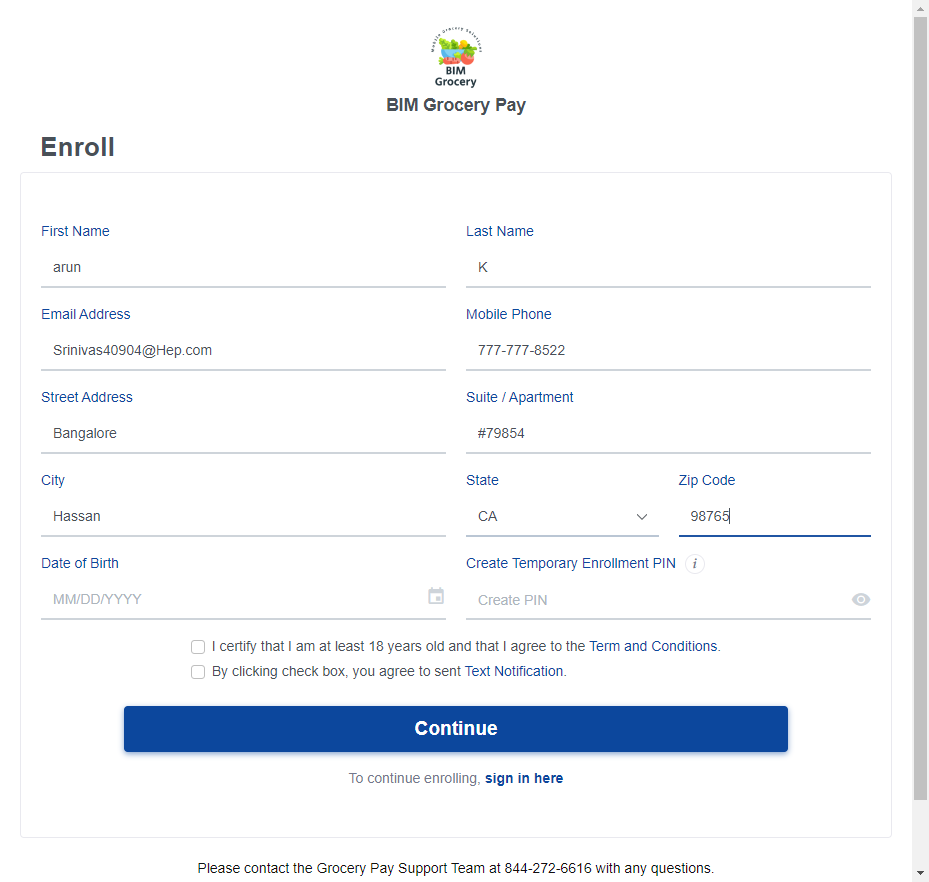 Mobile Grocery Solutions
BIM
Grocery
BIM Grocery Pay
Enroll
First Name Last Name
arun K
Email Address Mobile Phone
Srinivas40904@Hep.com 777-777-8522
Street Address Suite / Apartment
Bangalore #79854
City State Zip Code
Hassan CA 98765
Date of Birth Create Temporary Enrollment PIN i
MM/DD/YYYY Create PIN
I certify that I am at least 18 years old and that I agree to the Term and Conditions.
By clicking check box, you agree to sent Text Notification.
Continue
To continue enrolling, sign in here
Please contact the Grocery Pay Support Team at 844-272-6616 with any questions.